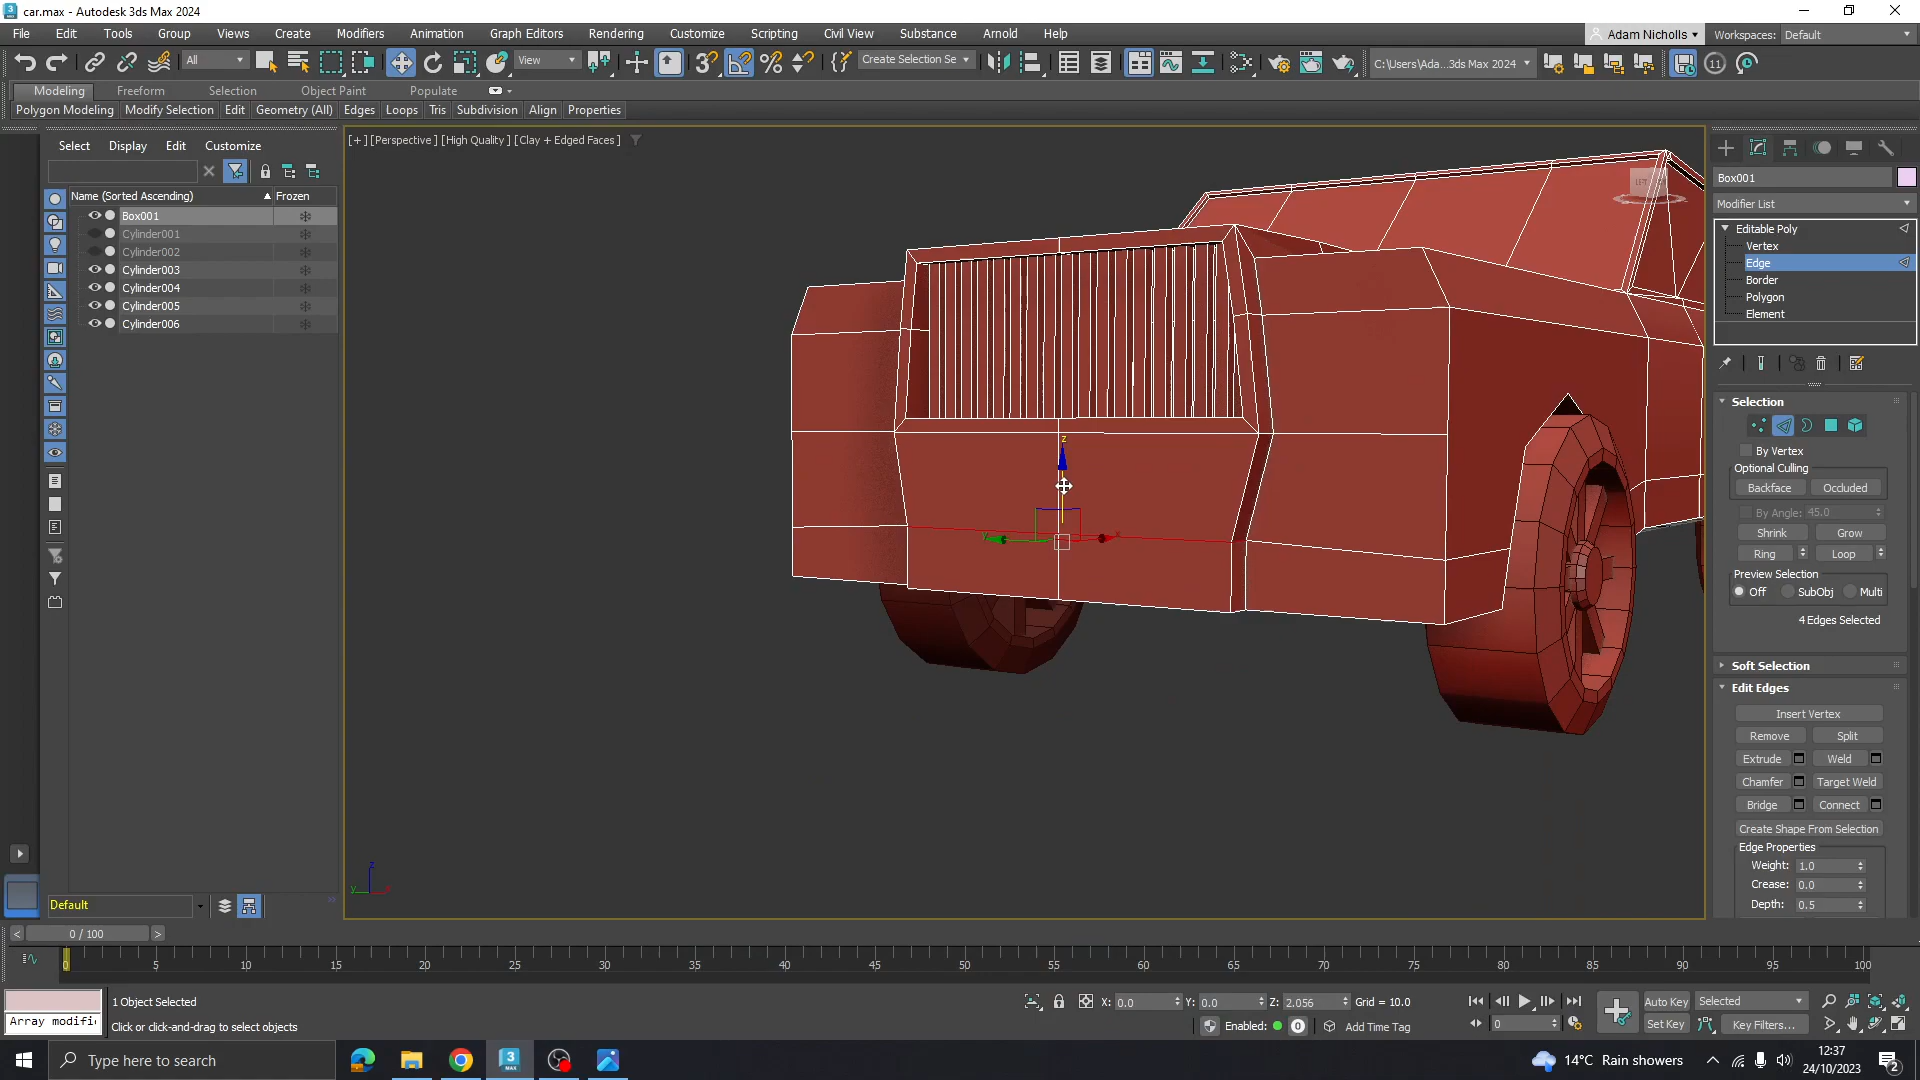 car.max - Autodesk 3ds Max 2024
File Edit Tools Group Views Create Modifiers Animation Graph Editors Rendering Customize Scripting Civil View Substance Arnold Help Adam Nicholls Workspaces: Default
All View Create Selection Se C:\Users\Ada...3ds Max 2024 11
Modeling Freeform Selection Object Paint Populate
Polygon Modeling Modify Selection Edit Geometry (All) Edges Loops Tris Subdivision Align Properties
Select Display Edit Customize
Name (Sorted Ascending) Frozen
Box001
Cylinder001
Cylinder002
Cylinder003
Cylinder004
Cylinder005
Cylinder006
Default
[+] [Perspective ] [High Quality ] [Clay + Edged Faces ]
z
y x
z
y
Box001
Modifier List
Editable Poly
Vertex
Edge
Border
Polygon
Element
Selection
By Vertex
Optional Culling
Backface Occluded
By Angle: 45.0
Shrink Grow
Ring Loop
Preview Selection
Off SubObj Multi
4 Edges Selected
Soft Selection
Edit Edges
Insert Vertex
Remove Split
Extrude Weld
Chamfer Target Weld
Bridge Connect
Create Shape From Selection
Edge Properties
Weight: 1.0
Crease: 0.0
Depth: 0.5
< 0 / 100 >
0 5 10 15 20 25 30 35 40 45 50 55 60 65 70 75 80 85 90 95 100
1 Object Selected X: 0.0 Y: 0.0 Z: 2.056 Grid = 10.0 Auto Key Selected
Array modifi Click or click-and-drag to select objects Enabled: 0 Add Time Tag 0 Set Key Key Filters...
Type here to search 3 MAX 14°C Rain showers 12:37
24/10/2023 2